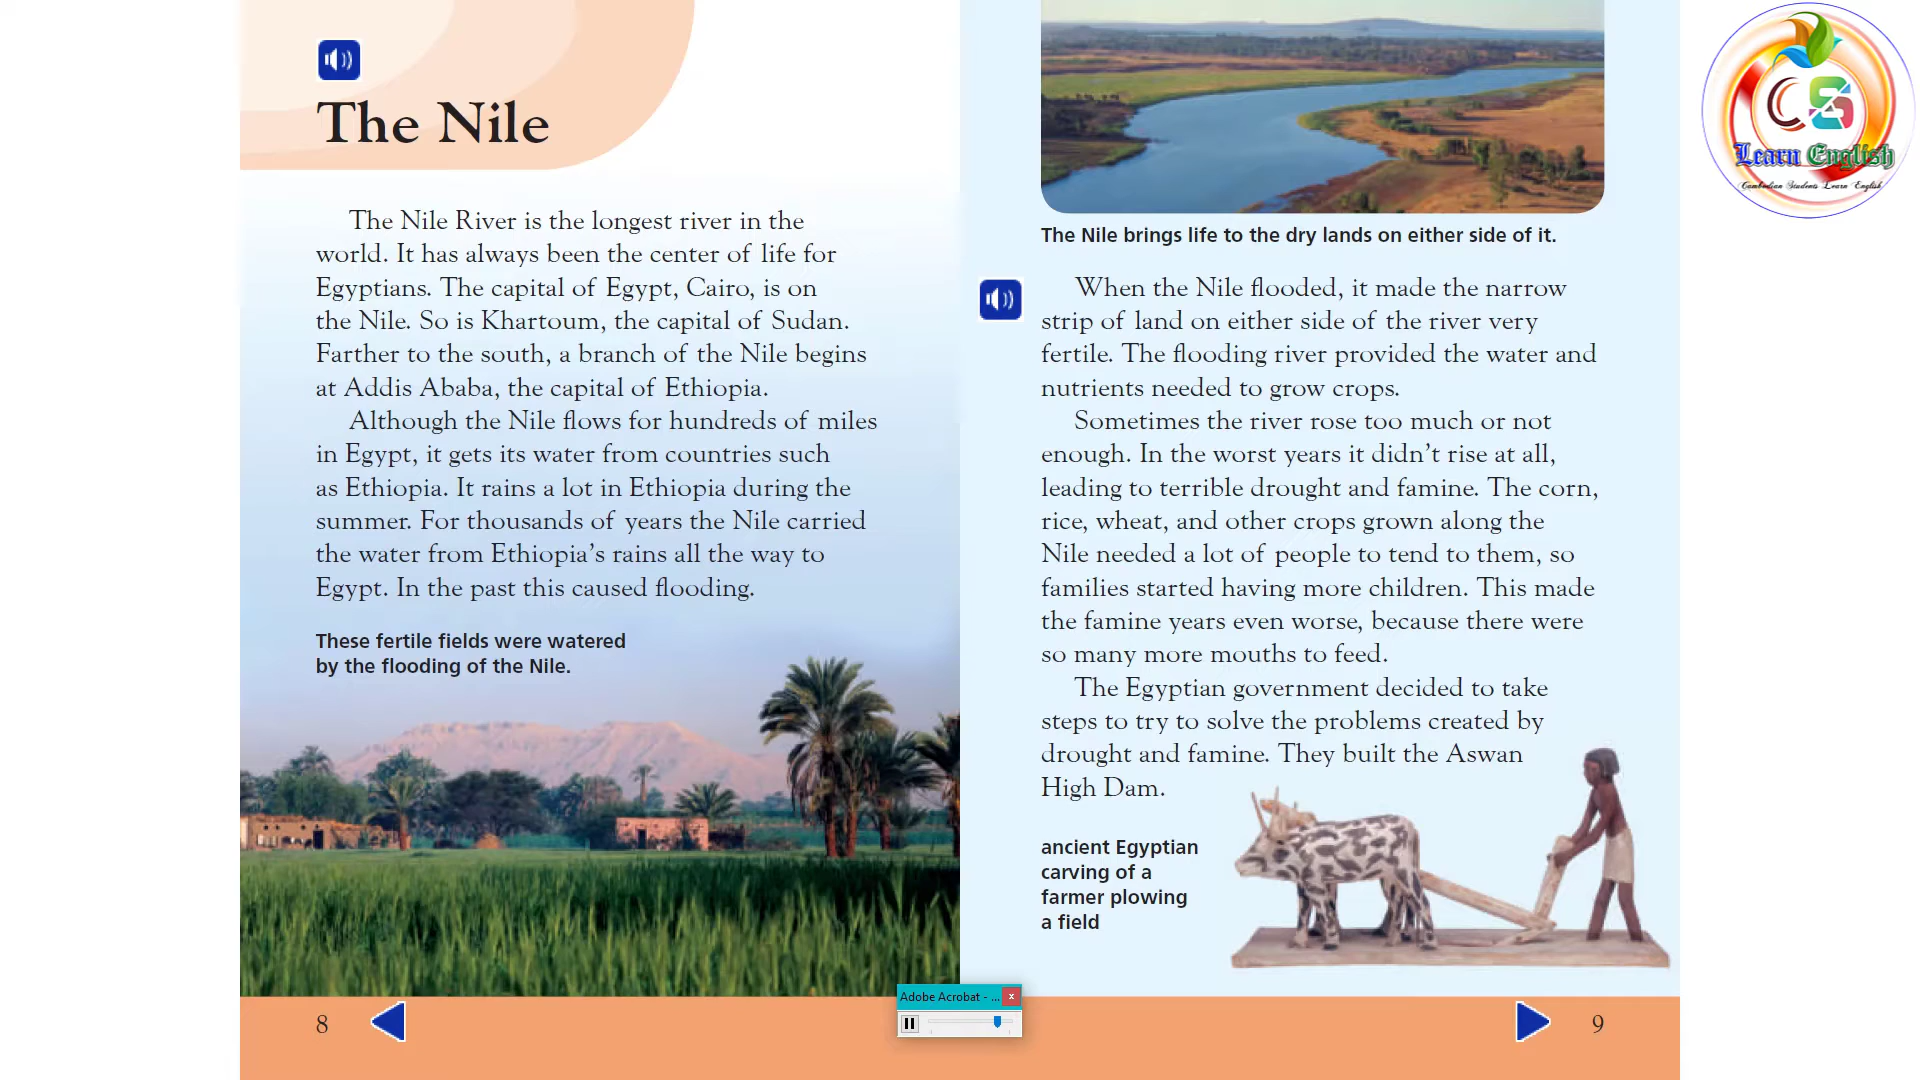 The Nile
The Nile River is the longest river in the
world. It has always been the center of life for
Egyptians. The capital of Egypt, Cairo, is on
the Nile. So is Khartoum, the capital of Sudan.
Farther to the south, a branch of the Nile begins
at Addis Ababa, the capital of Ethiopia.
Although the Nile flows for hundreds of miles
in Egypt, it gets its water from countries such
as Ethiopia. It rains a lot in Ethiopia during the
summer. For thousands of years the Nile carried
the water from Ethiopia's rains all the way to
Egypt. In the past this caused flooding.
These fertile fields were watered
by the flooding of the Nile.
8
The Nile brings life to the dry lands on either side of it.
When the Nile flooded, it made the narrow
strip of land on either side of the river very
fertile. The flooding river provided the water and
nutrients needed to grow crops.
Sometimes the river rose too much or not
enough. In the worst years it didn't rise at all,
leading to terrible drought and famine. The corn,
rice, wheat, and other crops grown along the
Nile needed a lot of people to tend to them, so
families started having more children. This made
the famine years even worse, because there were
so many more mouths to feed.
The Egyptian government decided to take
steps to try to solve the problems created by
drought and famine. They built the Aswan
High Dam.
ancient Egyptian
carving of a
farmer plowing
a field
9
Adobe Acrobat - ...
CS
Learn English
Cambodian Students Learn English